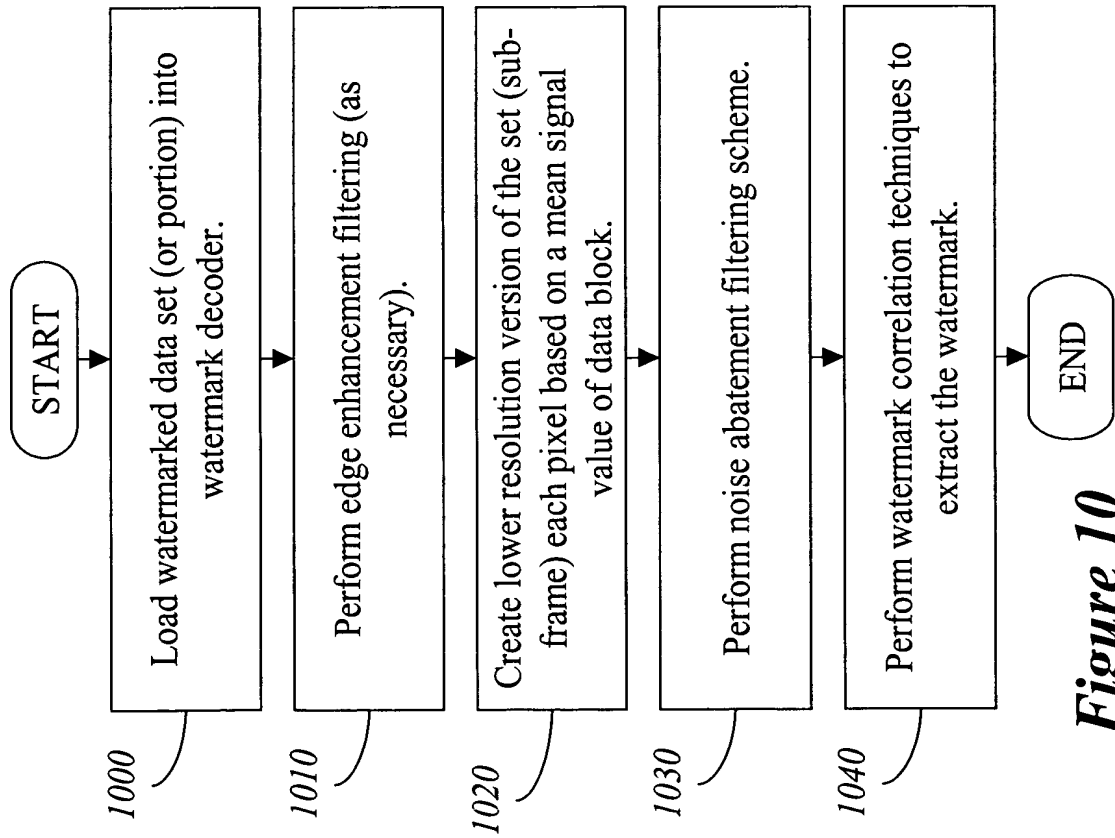 START
1000
Load watermarked data set (or portion) into
watermark decoder.
1010
Perform edge enhancement filtering (as
necessary).
1020
Create lower resolution version of the set (sub-
frame) each pixel based on a mean signal
value of data block.
1030
Perform noise abatement filtering scheme.
1040
Perform watermark correlation techniques to
extract the watermark.
END
Figure 10